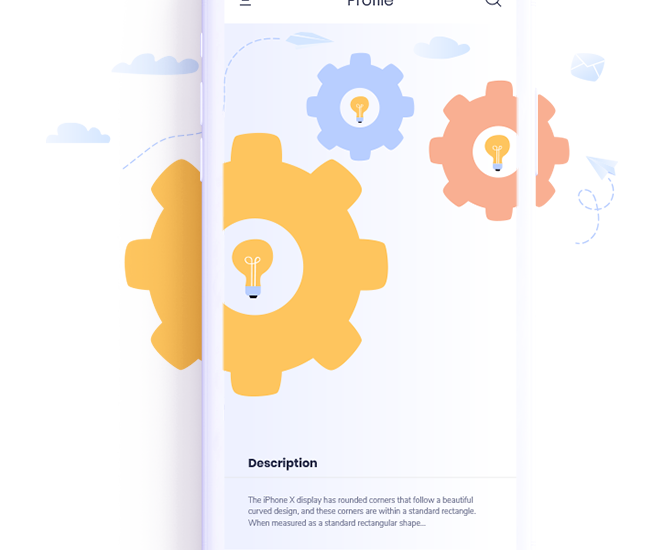 Profile
Description
The iPhone X display has rounded corners that follow a beautiful
curved design, and these corners are within a standard rectangle.
When measured as a standard rectangular shape...